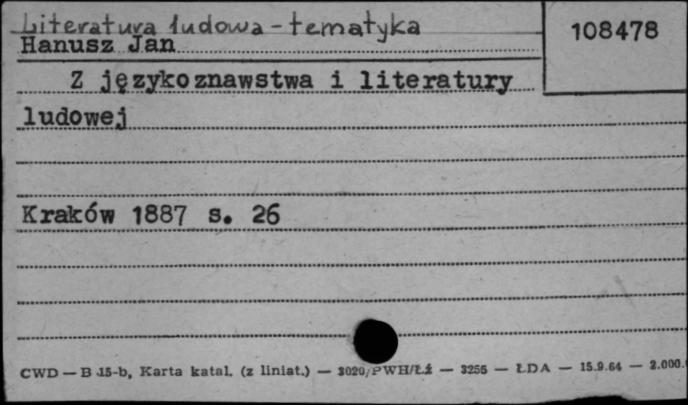 Literatura ludowa - tematyka
108478
Hanusz Jan
Z językoznawstwa i literatury
ludowej
Kraków 1887 s. 26
CWD — B 15-b, Karta katal. (z liniat.) — 3020/PWH/Łź — 3256 — ŁDA — 15.9.64 — 2.000.